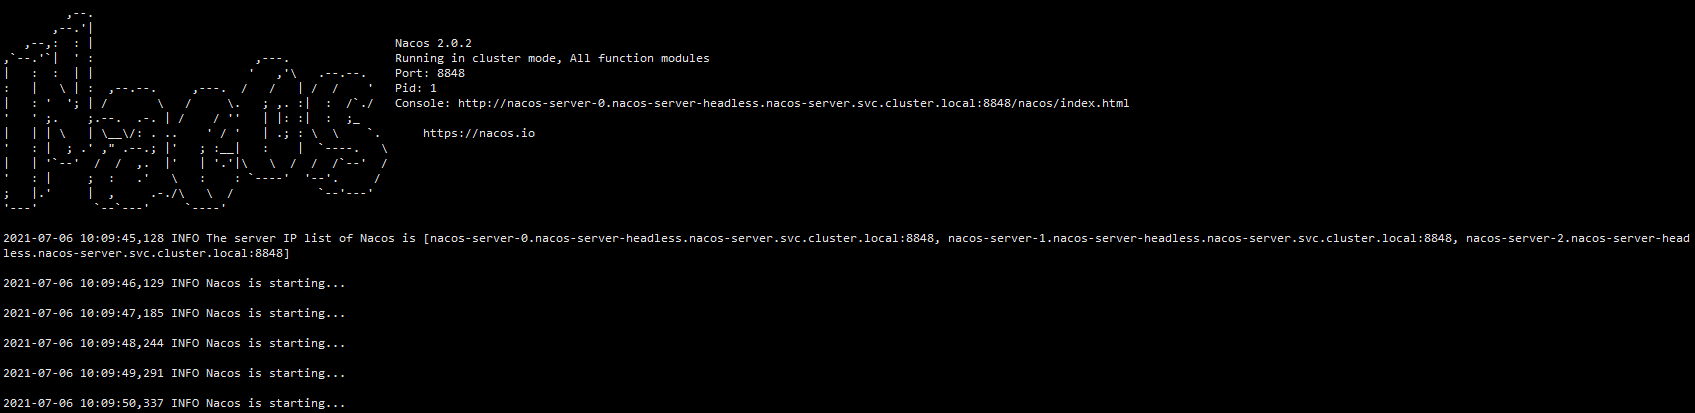 Nacos 2.0.2
Running in cluster mode, All function modules
Port: 8848
Pid: 1
Console: http://nacos-server-0.nacos-server-headless.nacos-server.svc.cluster.local:8848/nacos/index.html
https://nacos.io
2021-07-06 10:09:45,128 INFO The server IP list of Nacos is [nacos-server-0.nacos-server-headless.nacos-server.svc.cluster.local:8848, nacos-server-1.nacos-server-headless.nacos-server.svc.cluster.local:8848, nacos-server-2.nacos-server-head
less.nacos-server.svc.cluster.local:8848]
2021-07-06 10:09:46,129 INFO Nacos is starting...
2021-07-06 10:09:47,185 INFO Nacos is starting...
2021-07-06 10:09:48,244 INFO Nacos is starting...
2021-07-06 10:09:49,291 INFO Nacos is starting...
2021-07-06 10:09:50,337 INFO Nacos is starting...